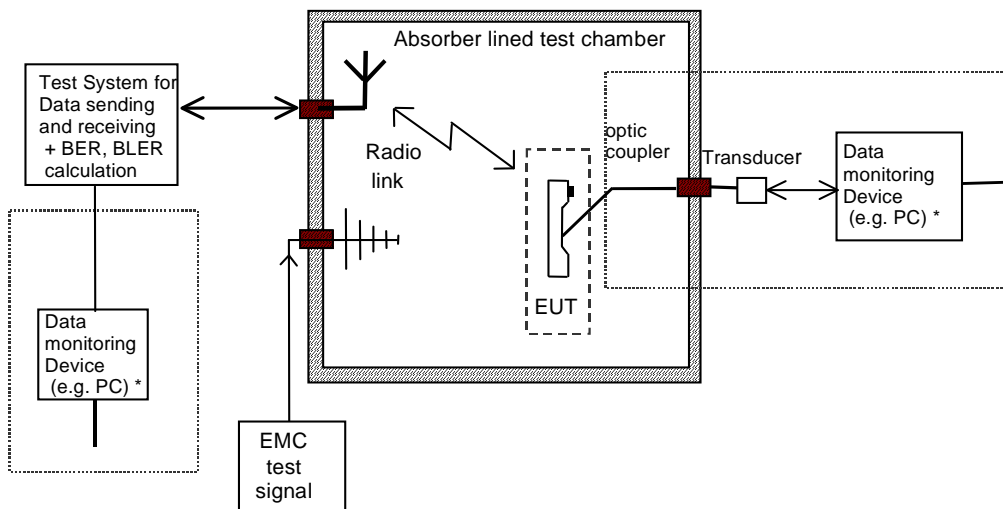 Absorber lined test chamber
Test System for
Data sending
and receiving
+ BER, BLER
calculation
Radio
link
optic
coupler
Transducer
Data
monitoring
Device
(e.g. PC) *
EUT
Data
monitoring
Device
(e.g. PC) *
EMC
test
signal